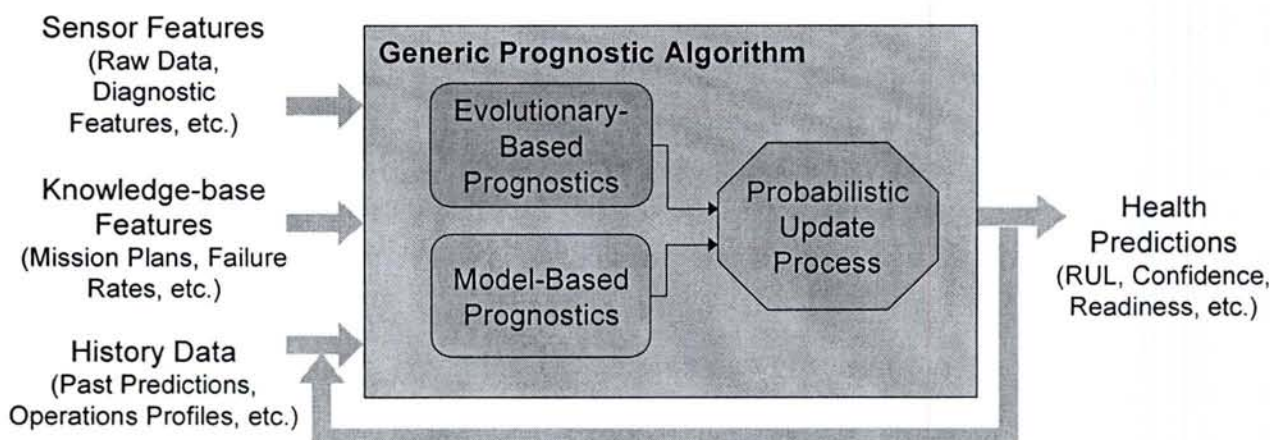 Sensor Features
(Raw Data,
Diagnostic
Features, etc.)
Knowledge-base
Features
(Mission Plans, Failure
Rates, etc.)
History Data
(Past Predictions,
Operations Profiles, etc.)
Generic Prognostic Algorithm
Evolutionary-
Based
Prognostics
Model-Based
Prognostics
Probabilistic
Update
Process
Health
Predictions
(RUL, Confidence,
Readiness, etc.)